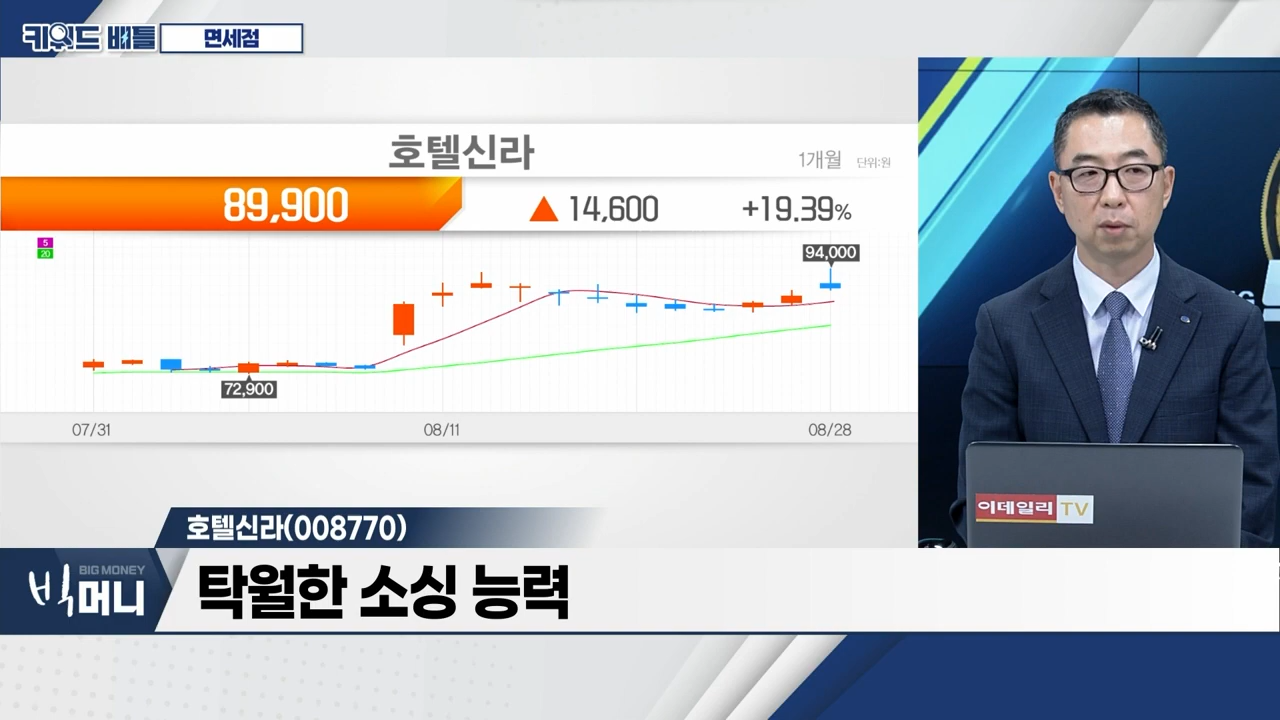 키워드 배틀
면세점
호텔신라
1개월 단위:원
89,900 ▲ 14,600 +19.39%
5
20
94,000
72,900
07/31 08/11 08/28
이데일리 TV
호텔신라(008770)
BIG MONEY
빅머니
탁월한 소싱 능력